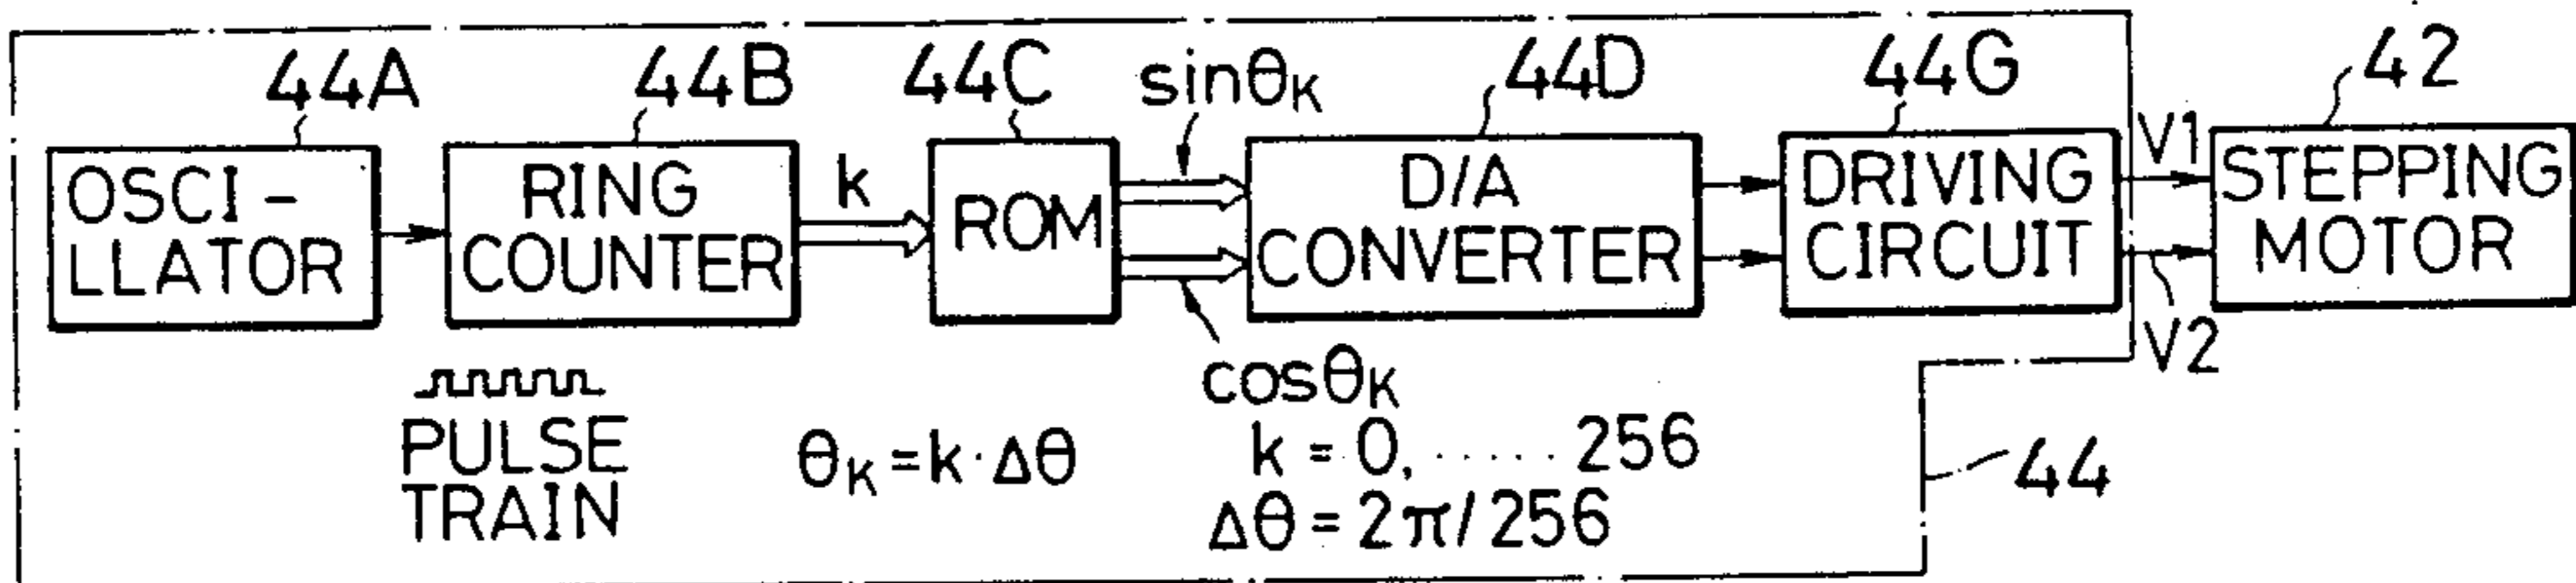 44A
44B
44C
sinθK
44D
44G
42
OSCI-
LLATOR
RING
COUNTER
k
ROM
D/A
CONVERTER
DRIVING
CIRCUIT
V1
STEPPING
MOTOR
V2
cosθK
PULSE
TRAIN
θK = k·Δθ
k = 0, ····· 256
Δθ = 2π/256
44